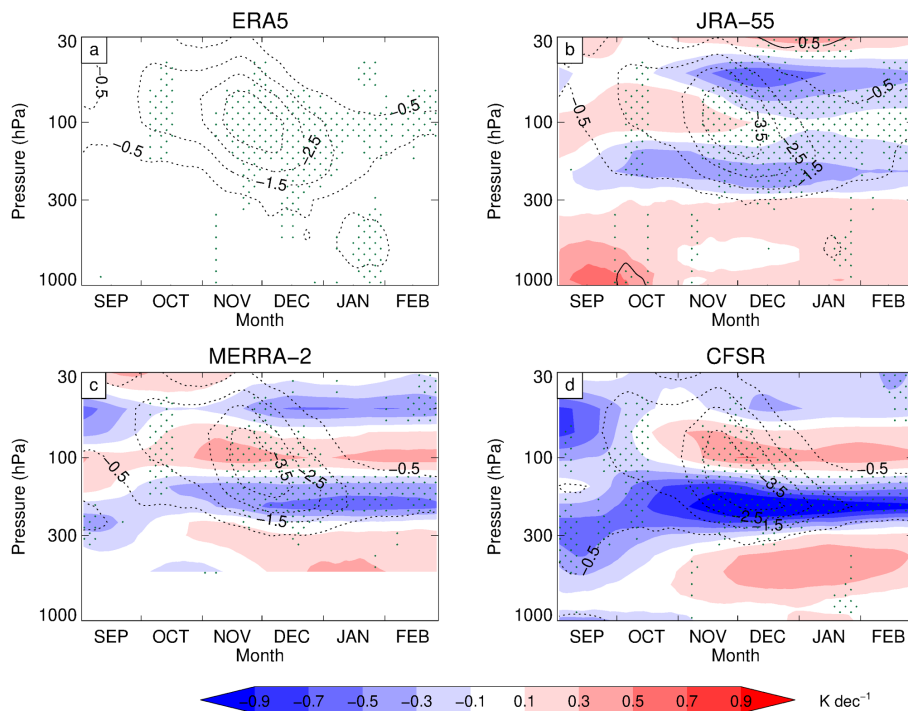 ERA5
a
30
100
300
1000
Pressure (hPa)
−0.5
−0.5
−0.5
−2.5
−1.5
SEP OCT NOV DEC JAN FEB
Month
JRA−55
b
30
100
300
1000
Pressure (hPa)
0.5
−0.5
−0.5
−3.5
−2.5
−1.5
SEP OCT NOV DEC JAN FEB
Month
MERRA−2
c
30
100
300
1000
Pressure (hPa)
−0.5
−0.5
−3.5
−2.5
−1.5
SEP OCT NOV DEC JAN FEB
Month
CFSR
d
30
100
300
1000
Pressure (hPa)
−0.5
−0.5
−3.5
−2.5
−1.5
SEP OCT NOV DEC JAN FEB
Month
−0.9 −0.7 −0.5 −0.3 −0.1 0.1 0.3 0.5 0.7 0.9 K dec⁻¹